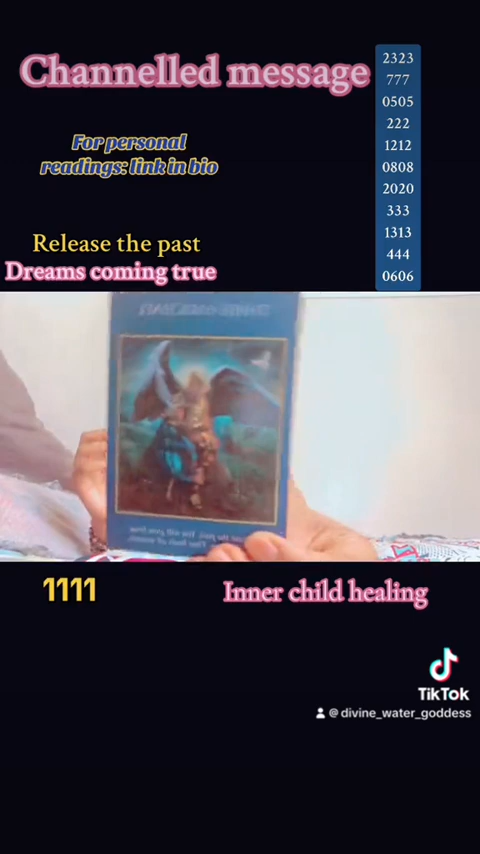 Channelled message
For personal
readings: link in bio
Release the past
Dreams coming true
2323
777
0505
222
1212
0808
2020
333
1313
444
0606
1111
Inner child healing
TikTok
@divine_water_goddess